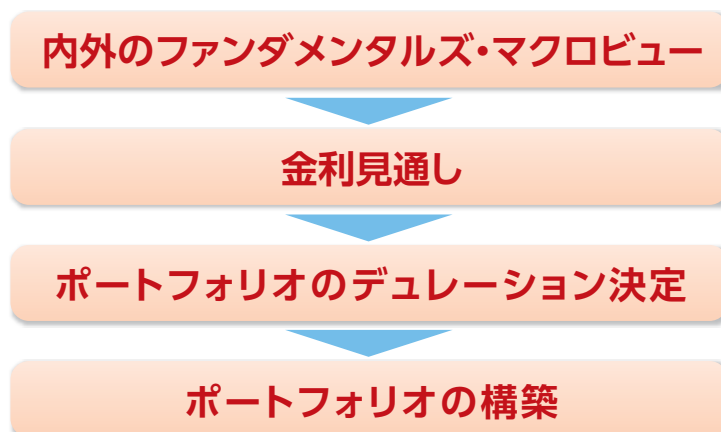 内外のファンダメンタルズ・マクロビュー
金利見通し
ポートフォリオのデュレーション決定
ポートフォリオの構築